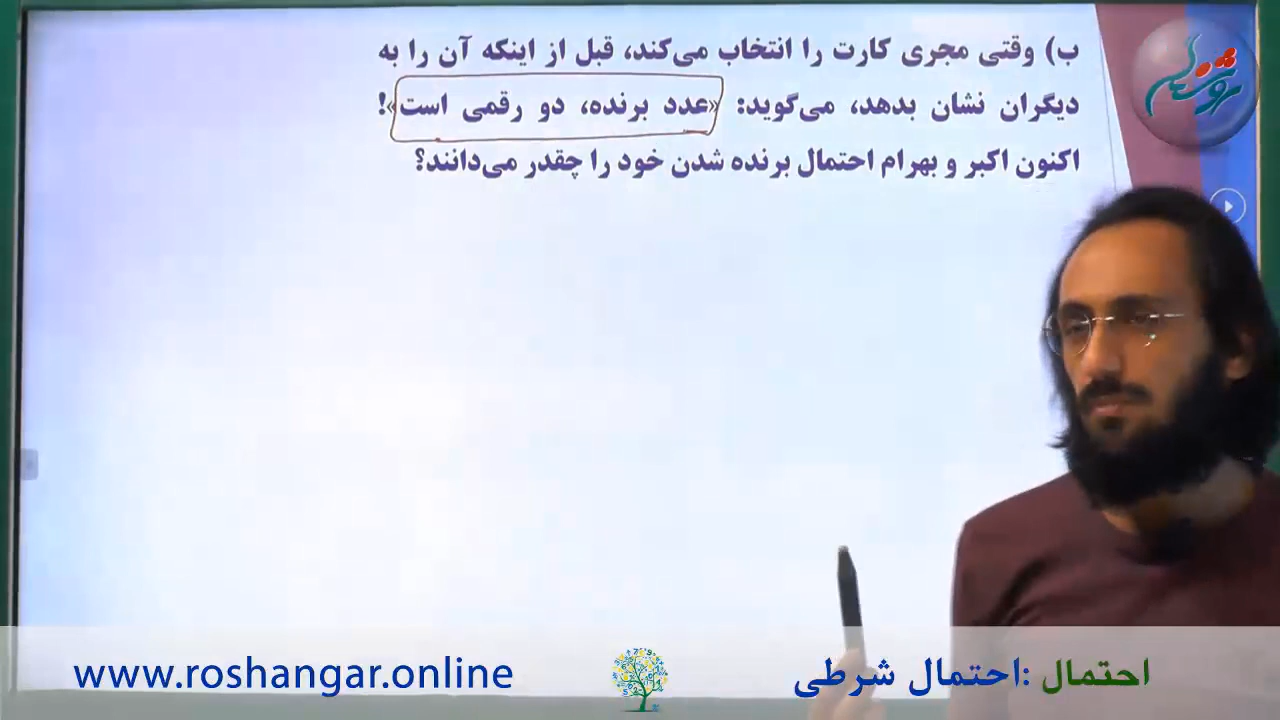 ب) وقتی مجری کارت را انتخاب می‌کند، قبل از اینکه آن را به
دیگران نشان بدهد، می‌گوید: «عدد برنده، دو رقمی است»!
اکنون اکبر و بهرام احتمال برنده شدن خود را چقدر می‌دانند؟
روشنگر
احتمال :احتمال شرطی
www.roshangar.online